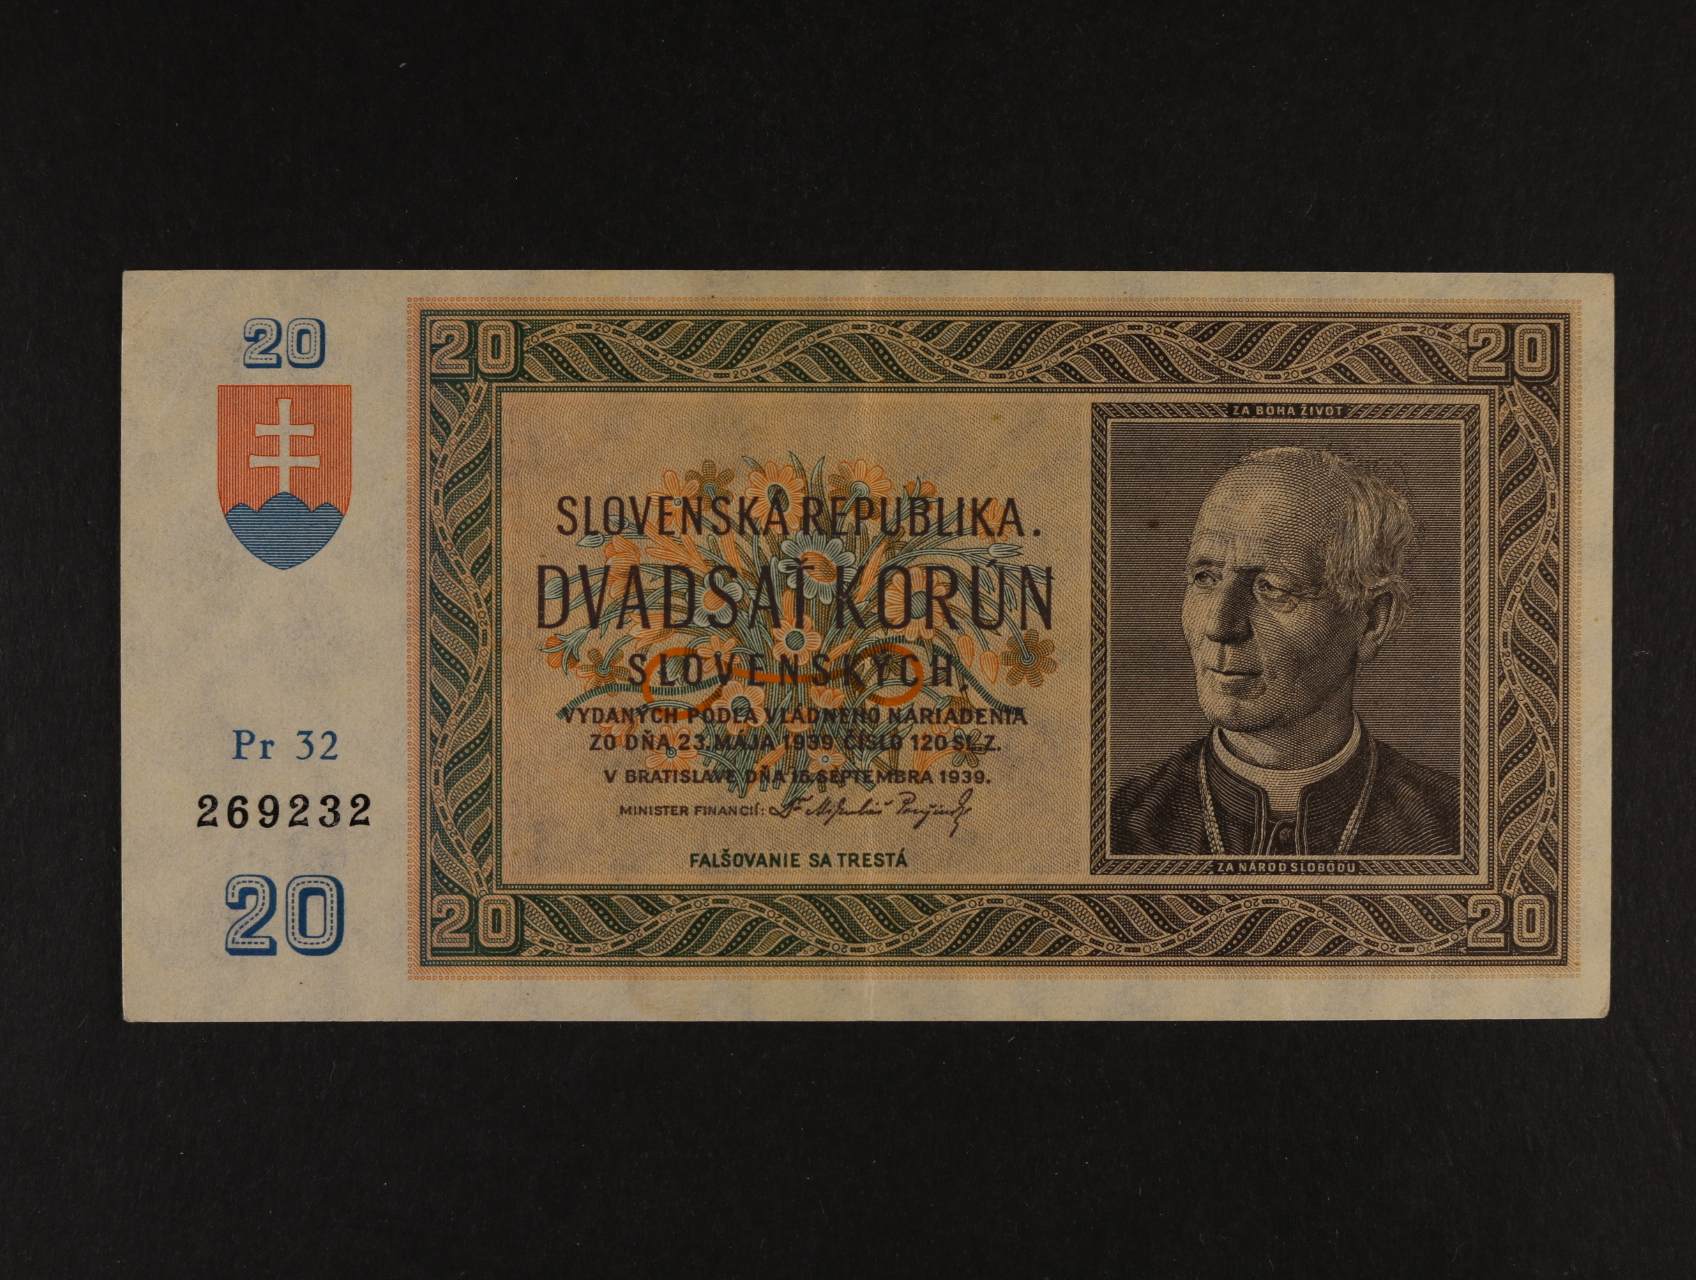 20
Pr 32
269232
20
20
20
SLOVENSKÁ REPUBLIKA.
DVADSAŤ KORÚN
SLOVENSKÝCH,
VYDANÝCH PODĽA VLÁDNEHO NARIADENIA
ZO DŇA 23. MÁJA 1939 ČÍSLO 120 SL. Z.
V BRATISLAVE DŇA 15. SEPTEMBRA 1939.
MINISTER FINANCIÍ:
FALŠOVANIE SA TRESTÁ
ZA BOHA ŽIVOT
ZA NÁROD SLOBODU
20
20